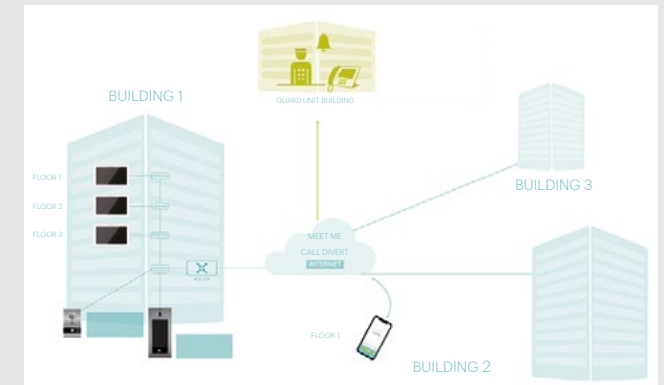 GUARD UNIT BUILDING
BUILDING 1
FLOOR 1
FLOOR 2
FLOOR 3
BUILDING 3
MEET ME
CALL DIVERT
INTERNET
FLOOR 1
BUILDING 2